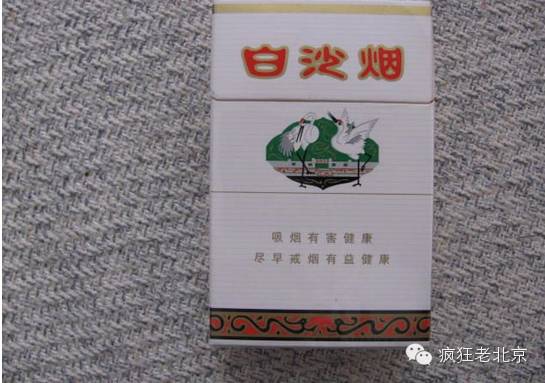 白沙烟
吸烟有害健康
尽早戒烟有益健康
疯狂老北京